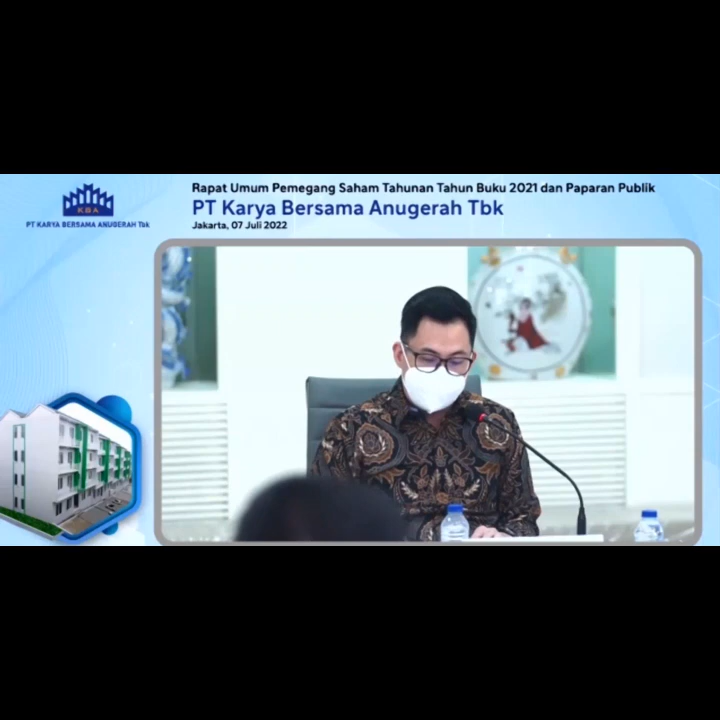 Rapat Umum Pemegang Saham Tahunan Tahun Buku 2021 dan Paparan Publik
KBA
PT Karya Bersama Anugerah Tbk
PT KARYA BERSAMA ANUGERAH Tbk
Jakarta, 07 Juli 2022